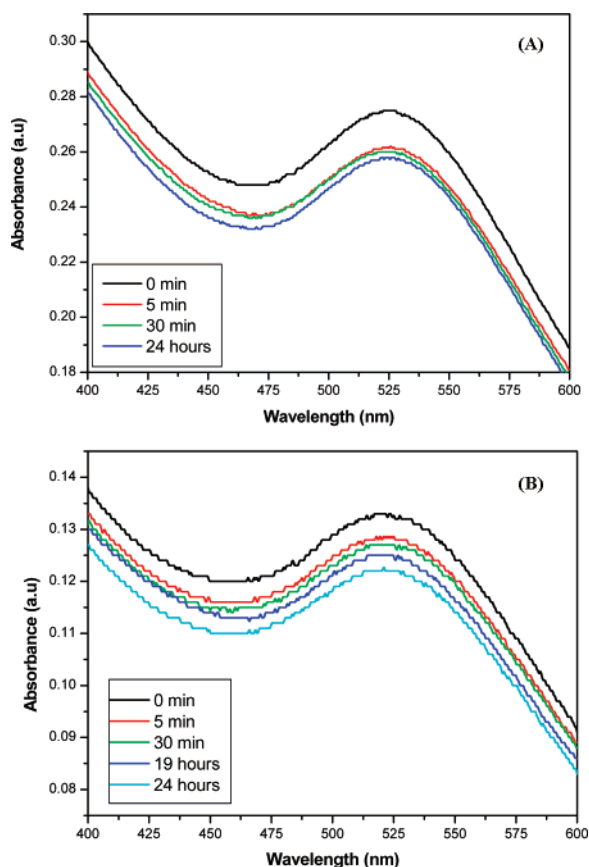 (A)
Absorbance (a.u)
0.30
0.28
0.26
0.24
0.22
0.20
0.18
0 min
5 min
30 min
24 hours
400 425 450 475 500 525 550 575 600
Wavelength (nm)
(B)
Absorbance (a.u)
0.14
0.13
0.12
0.11
0.10
0.09
0.08
0 min
5 min
30 min
19 hours
24 hours
400 425 450 475 500 525 550 575 600
Wavelength (nm)